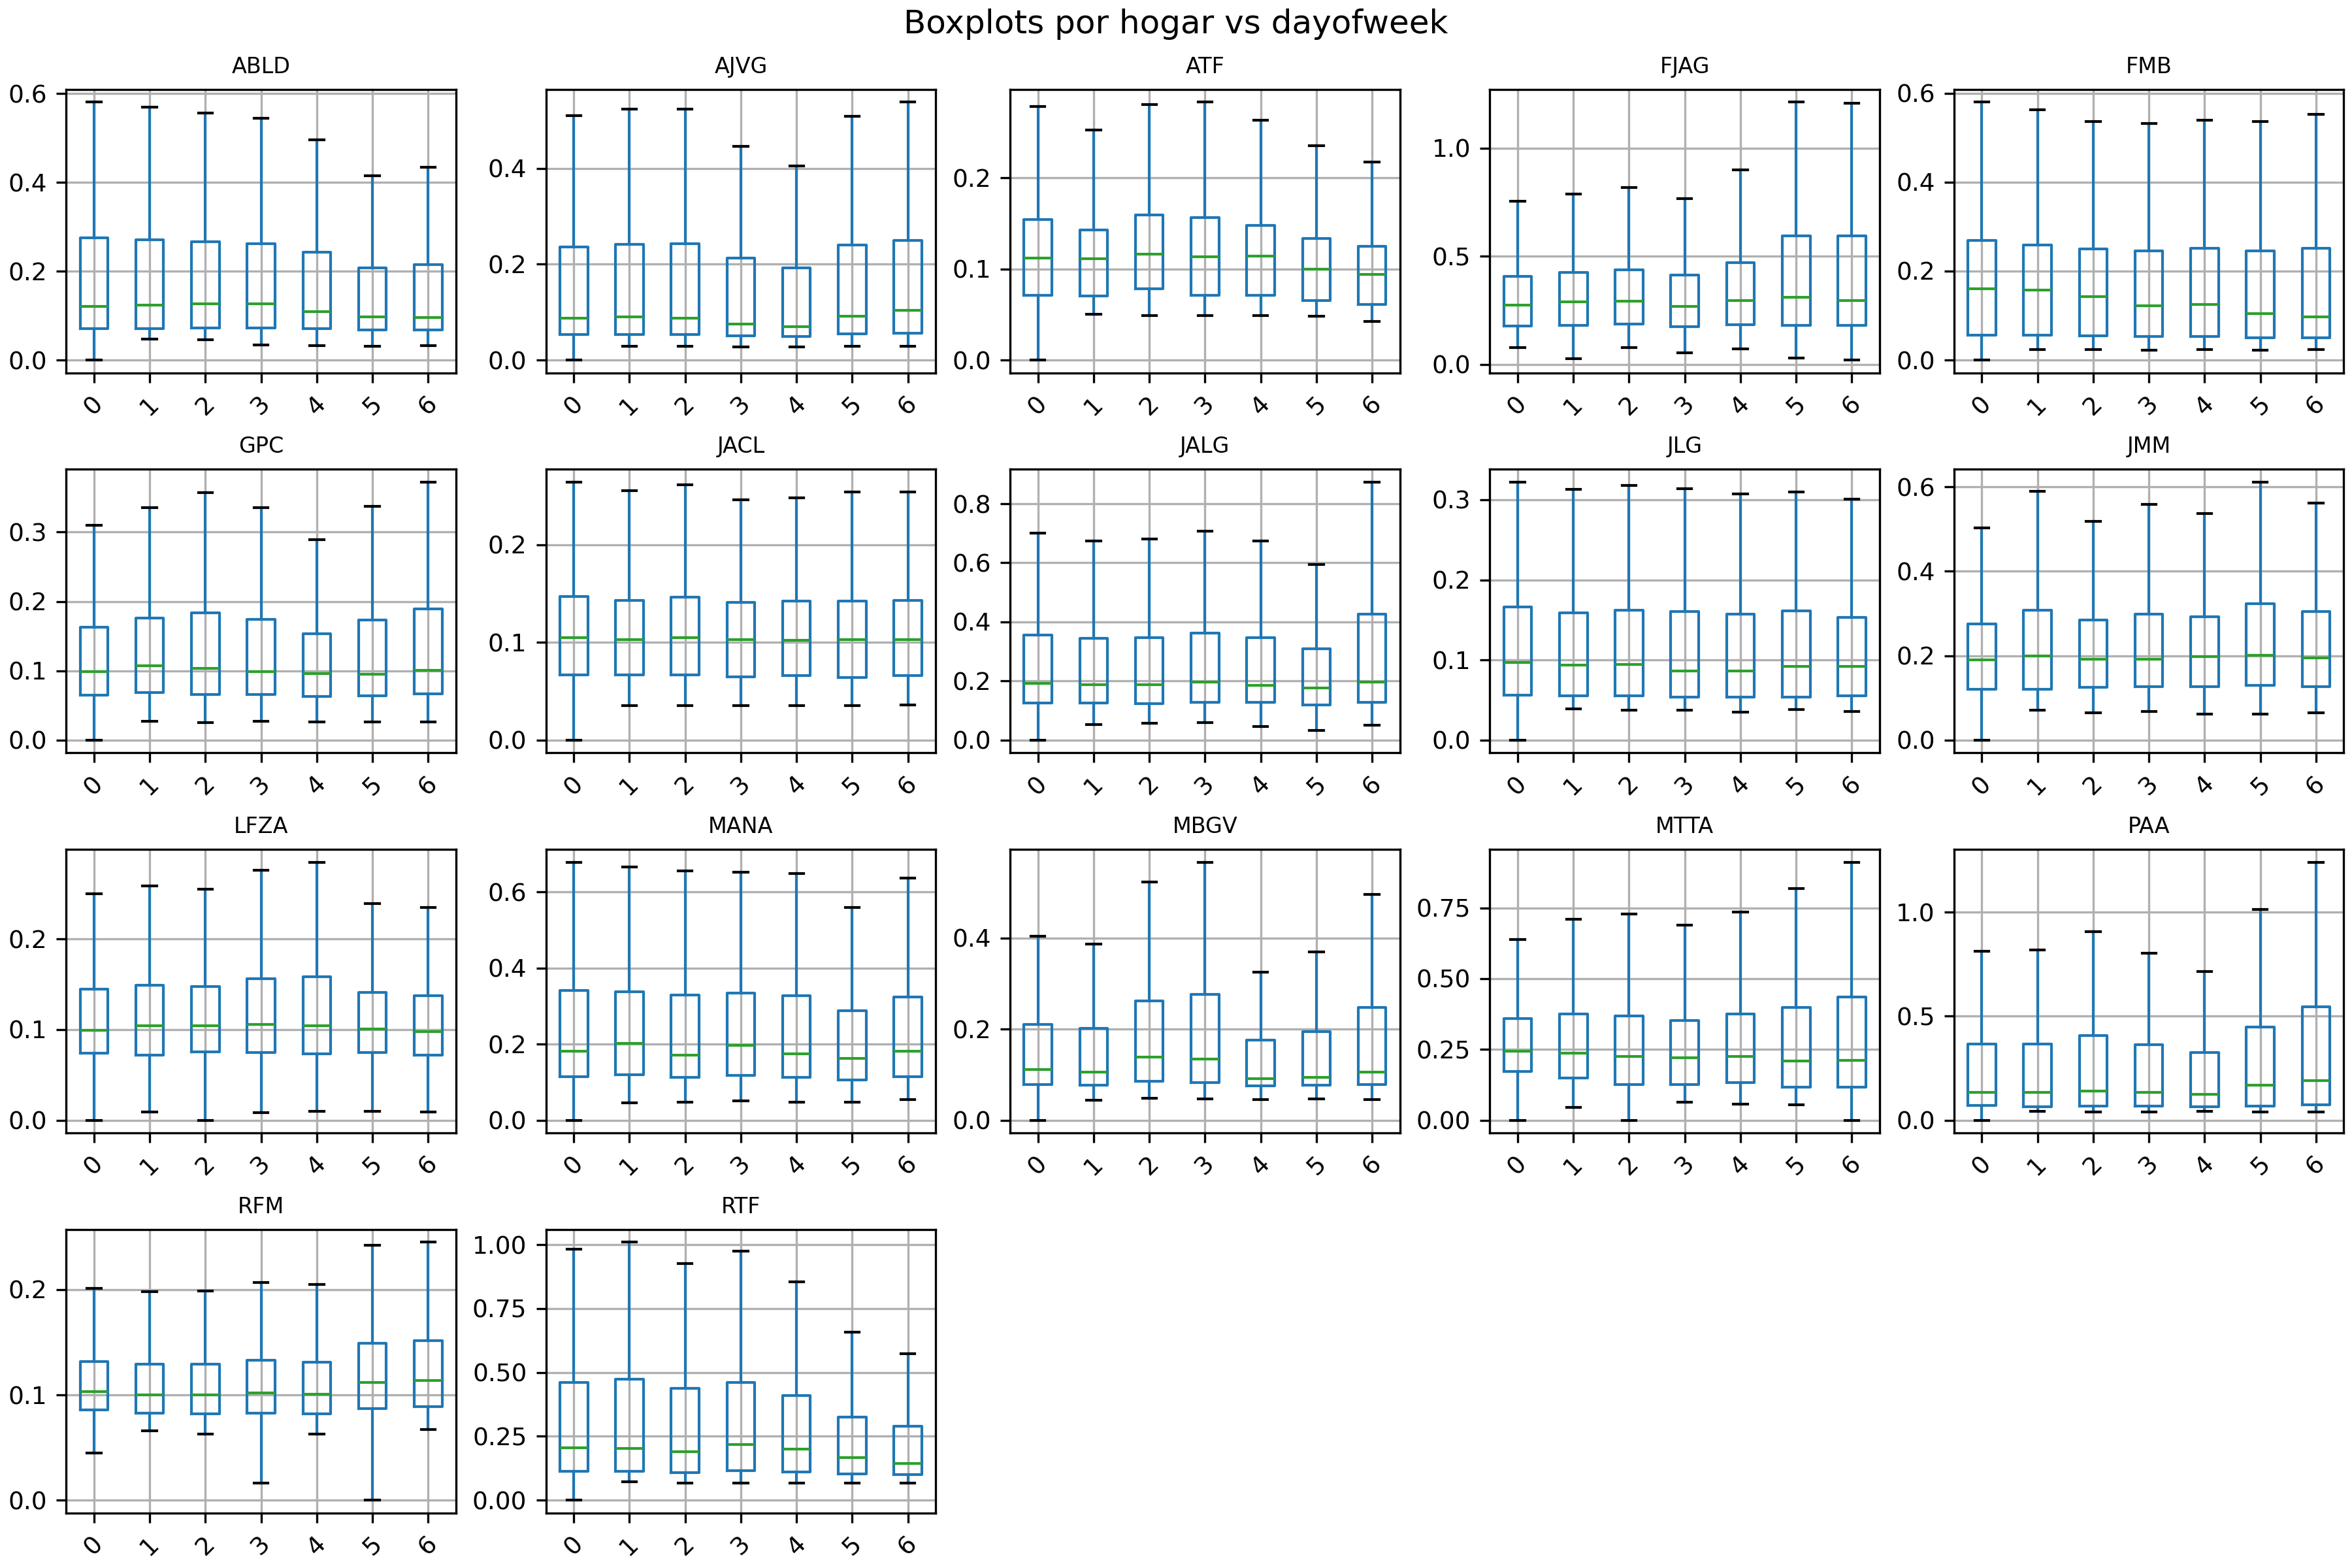 Boxplots por hogar vs dayofweek
ABLD AJVG ATF FJAG FMB
0.6 0.4 0.2 0.0
0 1 2 3 4 5 6
0.4 0.2 0.0
0 1 2 3 4 5 6
0.2 0.1 0.0
0 1 2 3 4 5 6
1.0 0.5 0.0
0 1 2 3 4 5 6
0.6 0.4 0.2 0.0
0 1 2 3 4 5 6
GPC JACL JALG JLG JMM
0.3 0.2 0.1 0.0
0 1 2 3 4 5 6
0.2 0.1 0.0
0 1 2 3 4 5 6
0.8 0.6 0.4 0.2 0.0
0 1 2 3 4 5 6
0.3 0.2 0.1 0.0
0 1 2 3 4 5 6
0.6 0.4 0.2 0.0
0 1 2 3 4 5 6
LFZA MANA MBGV MTTA PAA
0.2 0.1 0.0
0 1 2 3 4 5 6
0.6 0.4 0.2 0.0
0 1 2 3 4 5 6
0.4 0.2 0.0
0 1 2 3 4 5 6
0.75 0.50 0.25 0.00
0 1 2 3 4 5 6
1.0 0.5 0.0
0 1 2 3 4 5 6
RFM RTF
0.2 0.1 0.0
0 1 2 3 4 5 6
1.00 0.75 0.50 0.25 0.00
0 1 2 3 4 5 6